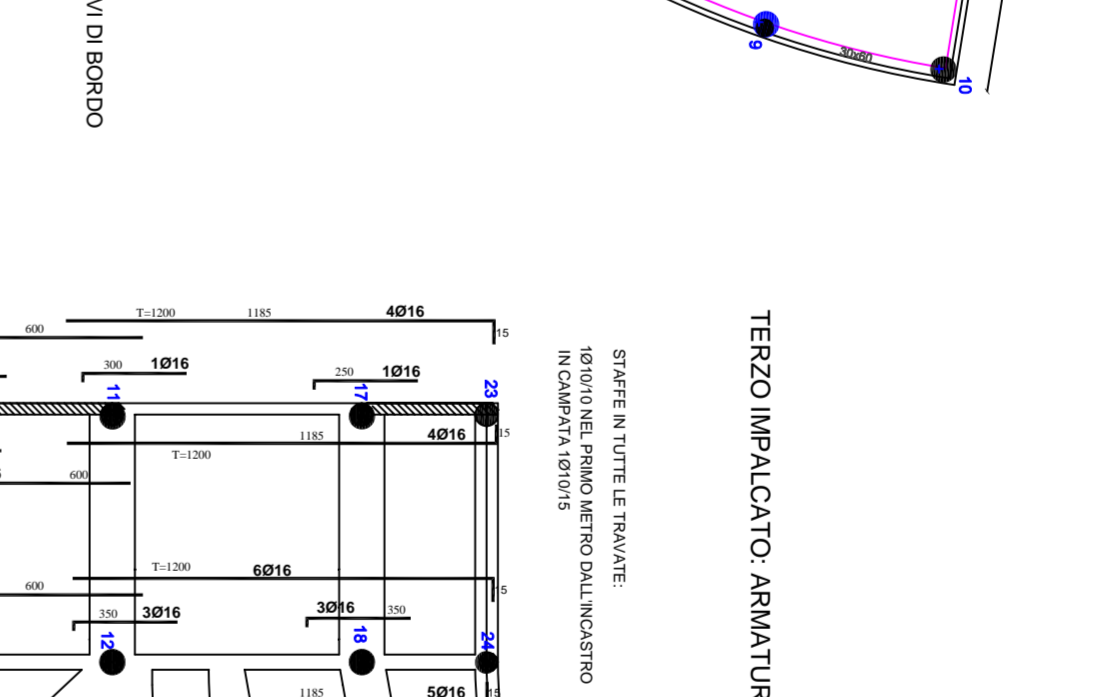 VI DI BORDO
9
30x60
10
T=1200 1185 4Ø16
15
600
300 1Ø16
250 1Ø16
11
17
23
1185 4Ø16
15
T=1200
600
T=1200 6Ø16
15
600
350 3Ø16
3Ø16 350
12
18
24
1185 5Ø16
15
STAFFE IN TUTTE LE TRAVATE:
1Ø10/10 NEL PRIMO METRO DALL'INCASTRO
IN CAMPATA 1Ø10/15
TERZO IMPALCATO: ARMATUR